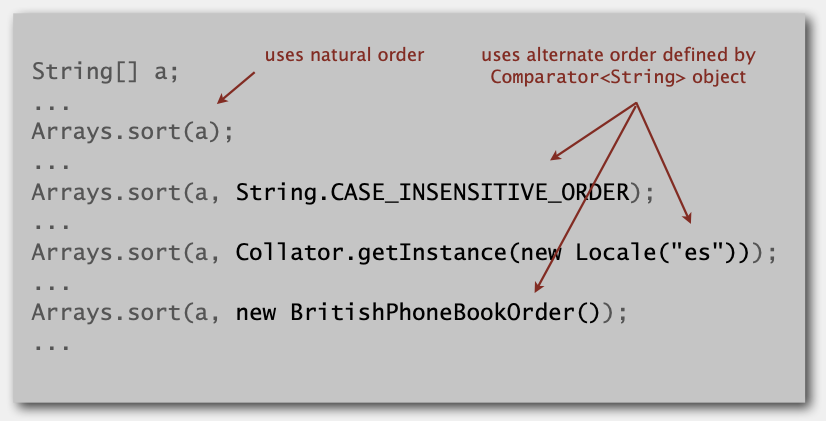 uses natural order
uses alternate order defined by
Comparator<String> object
String[] a;
...
Arrays.sort(a);
...
Arrays.sort(a, String.CASE_INSENSITIVE_ORDER);
...
Arrays.sort(a, Collator.getInstance(new Locale("es")));
...
Arrays.sort(a, new BritishPhoneBookOrder());
...